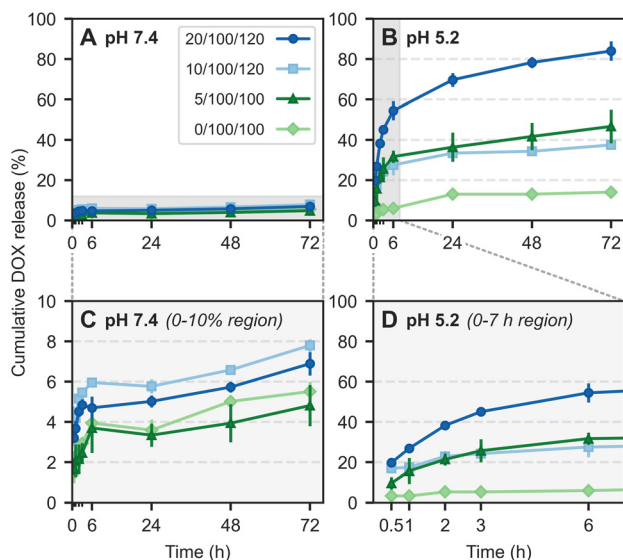 Cumulative DOX release (%)
A pH 7.4
20/100/120
10/100/120
5/100/100
0/100/100
100
80
60
40
20
0
0 6 24 48 72
B pH 5.2
100
80
60
40
20
0
0 6 24 48 72
C pH 7.4 (0-10% region)
10
8
6
4
2
0
0 6 24 48 72
Time (h)
D pH 5.2 (0-7 h region)
100
80
60
40
20
0
0.5 1 2 3 6
Time (h)